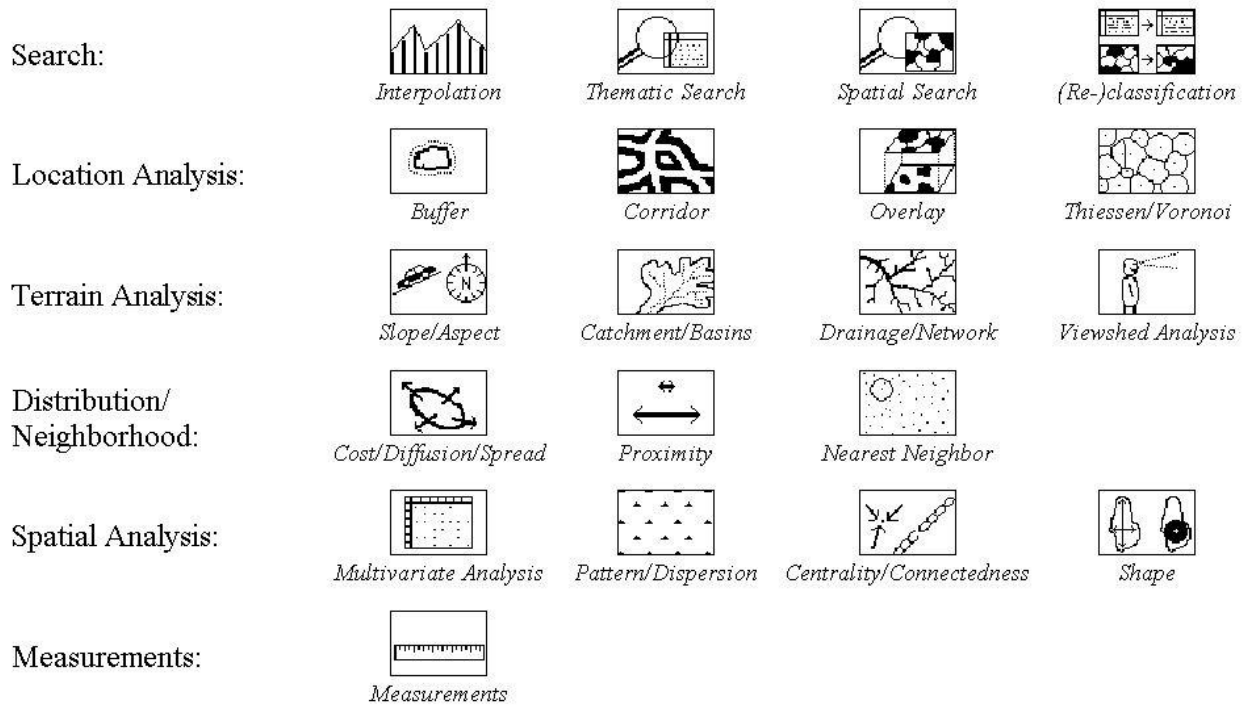 Search:
Interpolation
Thematic Search
Spatial Search
(Re-)classification
Location Analysis:
Buffer
Corridor
Overlay
Thiessen/Voronoi
Terrain Analysis:
N
Slope/Aspect
Catchment/Basins
Drainage/Network
Viewshed Analysis
Distribution/
Neighborhood:
Cost/Diffusion/Spread
Proximity
Nearest Neighbor
Spatial Analysis:
Multivariate Analysis
Pattern/Dispersion
Centrality/Connectedness
Shape
Measurements:
Measurements